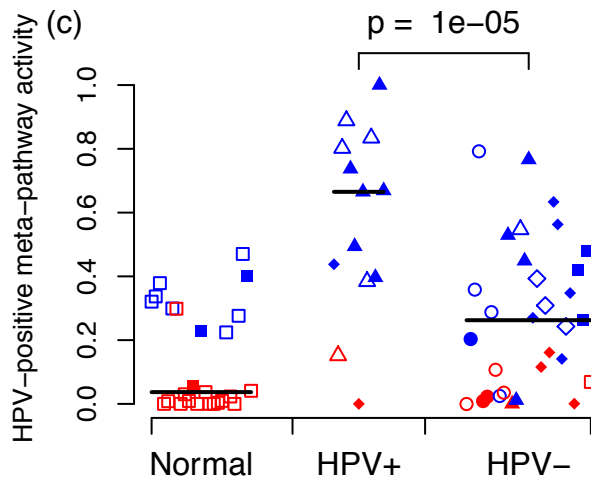 (c)
p = 1e−05
HPV−positive meta−pathway activity
1.0
0.8
0.6
0.4
0.2
0.0
Normal HPV+ HPV−